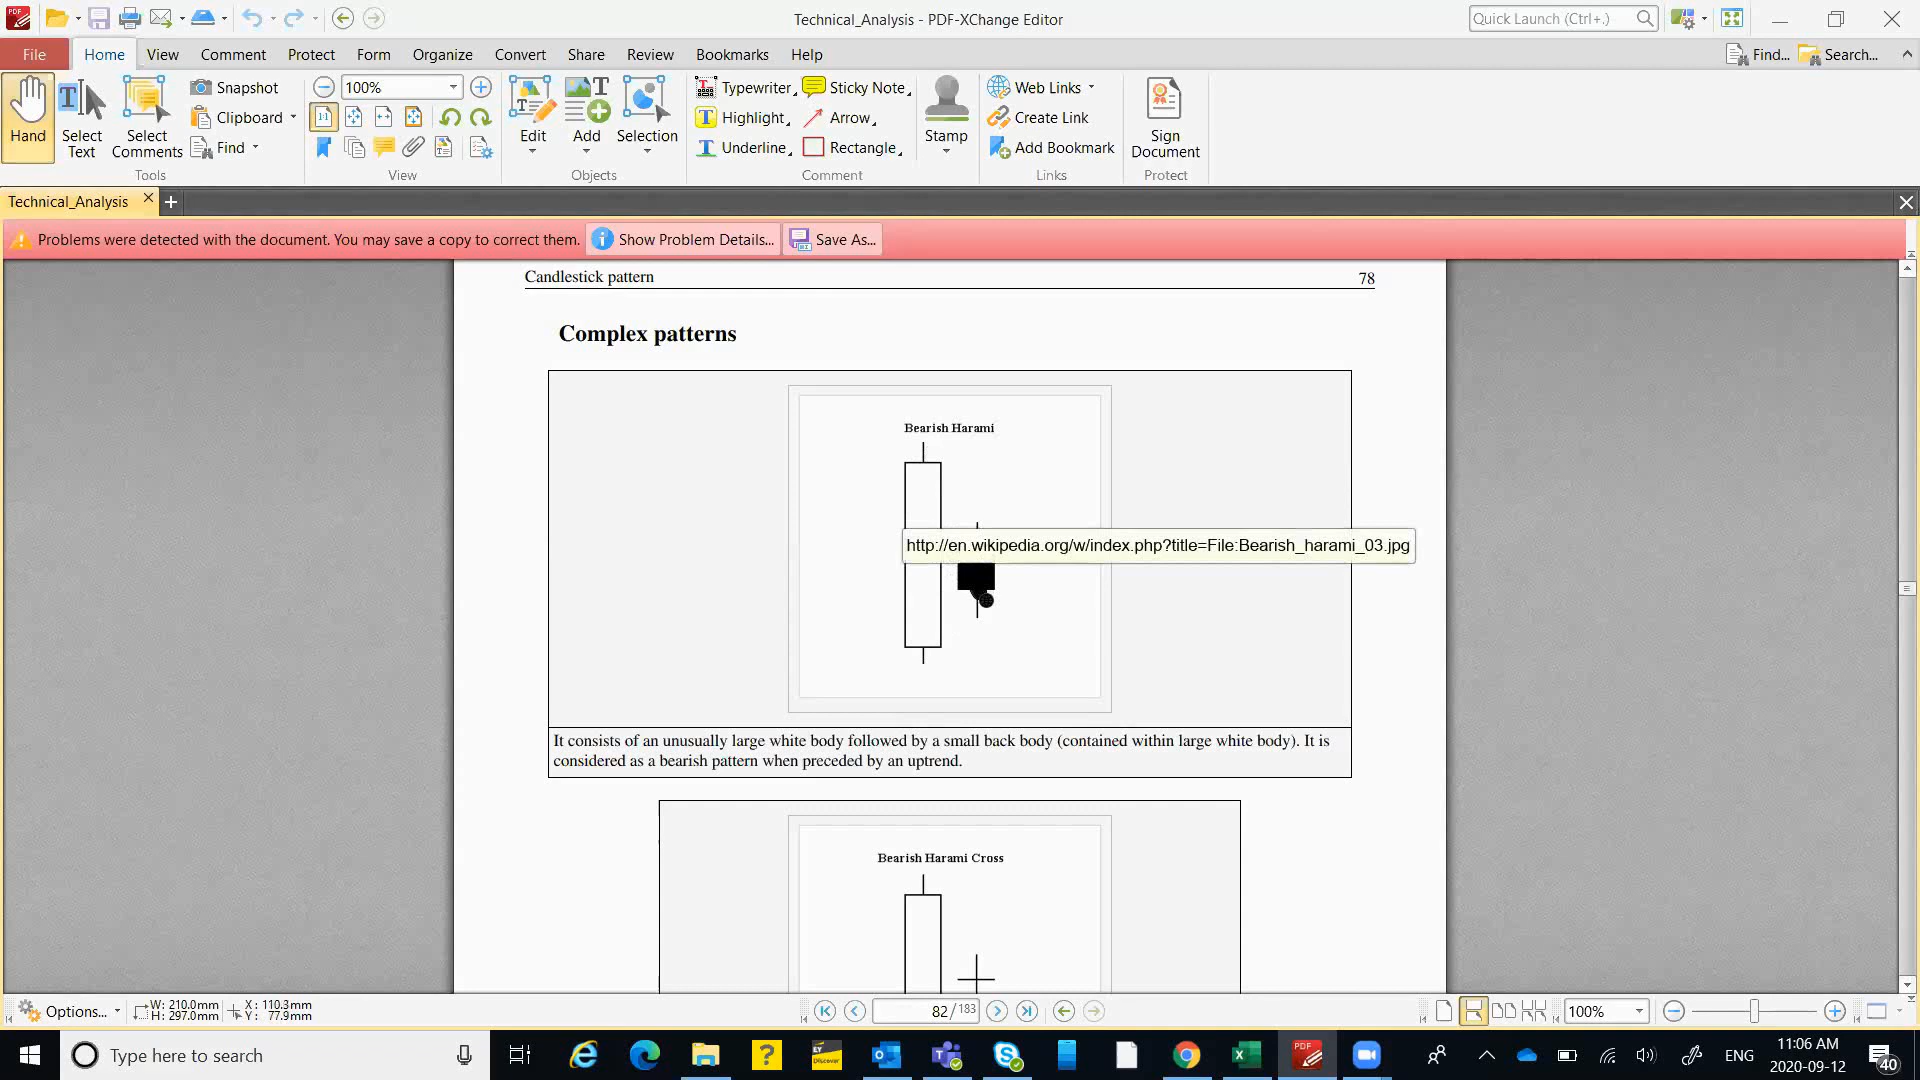 Technical_Analysis - PDF-XChange Editor
Quick Launch (Ctrl+.)
File Home View Comment Protect Form Organize Convert Share Review Bookmarks Help
Find... Search...
Hand
Select Text
Select Comments
Snapshot
Clipboard
Find
Tools
100%
View
Edit
Add
Selection
Objects
Typewriter
Highlight
Underline
Sticky Note
Arrow
Rectangle
Stamp
Comment
Web Links
Create Link
Add Bookmark
Links
Sign Document
Protect
Technical_Analysis
Problems were detected with the document. You may save a copy to correct them. Show Problem Details... Save As...
Candlestick pattern 78
Complex patterns
Bearish Harami
http://en.wikipedia.org/w/index.php?title=File:Bearish_harami_03.jpg
It consists of an unusually large white body followed by a small back body (contained within large white body). It is
considered as a bearish pattern when preceded by an uptrend.
Bearish Harami Cross
Options...
W: 210.0mm
H: 297.0mm
X: 110.3mm
Y: 77.9mm
82 / 183
100%
Type here to search
EY
Discover
PDF
ENG
11:06 AM
2020-09-12
40